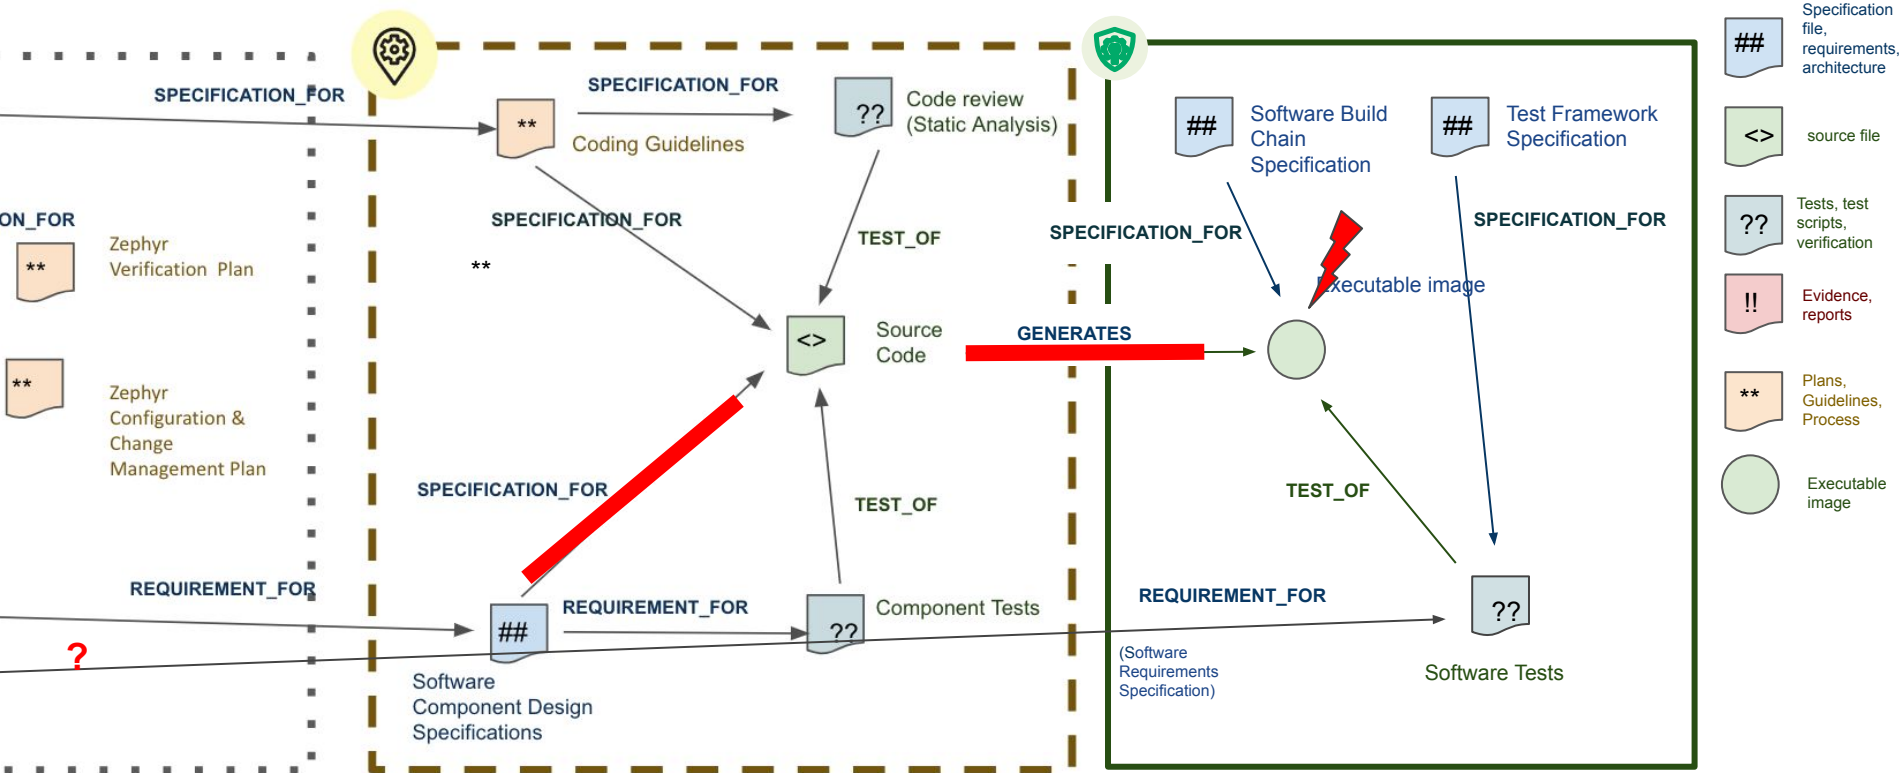 SPECIFICATION_FOR
ON_FOR
**
Zephyr
Verification Plan
**
Zephyr
Configuration &
Change
Management Plan
REQUIREMENT_FOR
?
**
Coding Guidelines
SPECIFICATION_FOR
??
Code review
(Static Analysis)
SPECIFICATION_FOR
**
TEST_OF
<>
Source
Code
GENERATES
SPECIFICATION_FOR
TEST_OF
##
REQUIREMENT_FOR
??
Component Tests
Software
Component Design
Specifications
##
Software Build
Chain
Specification
##
Test Framework
Specification
SPECIFICATION_FOR
SPECIFICATION_FOR
Executable image
TEST_OF
REQUIREMENT_FOR
(Software
Requirements
Specification)
??
Software Tests
##
Specification
file,
requirements,
architecture
<>
source file
??
Tests, test
scripts,
verification
!!
Evidence,
reports
**
Plans,
Guidelines,
Process
Executable
image